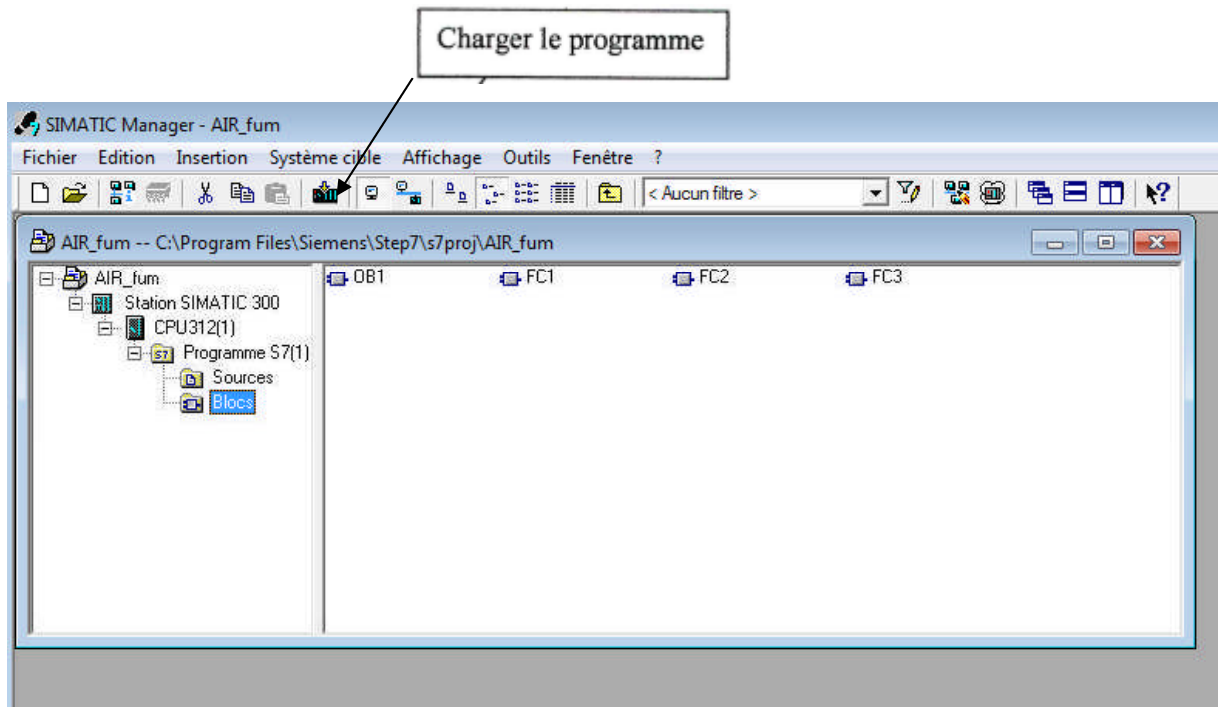 Charger le programme
SIMATIC Manager - AIR_fum
Fichier Edition Insertion Système cible Affichage Outils Fenêtre ?
< Aucun filtre >
AIR_fum -- C:\Program Files\Siemens\Step7\s7proj\AIR_fum
AIR_fum
Station SIMATIC 300
CPU312(1)
Programme S7(1)
Sources
Blocs
OB1 FC1 FC2 FC3